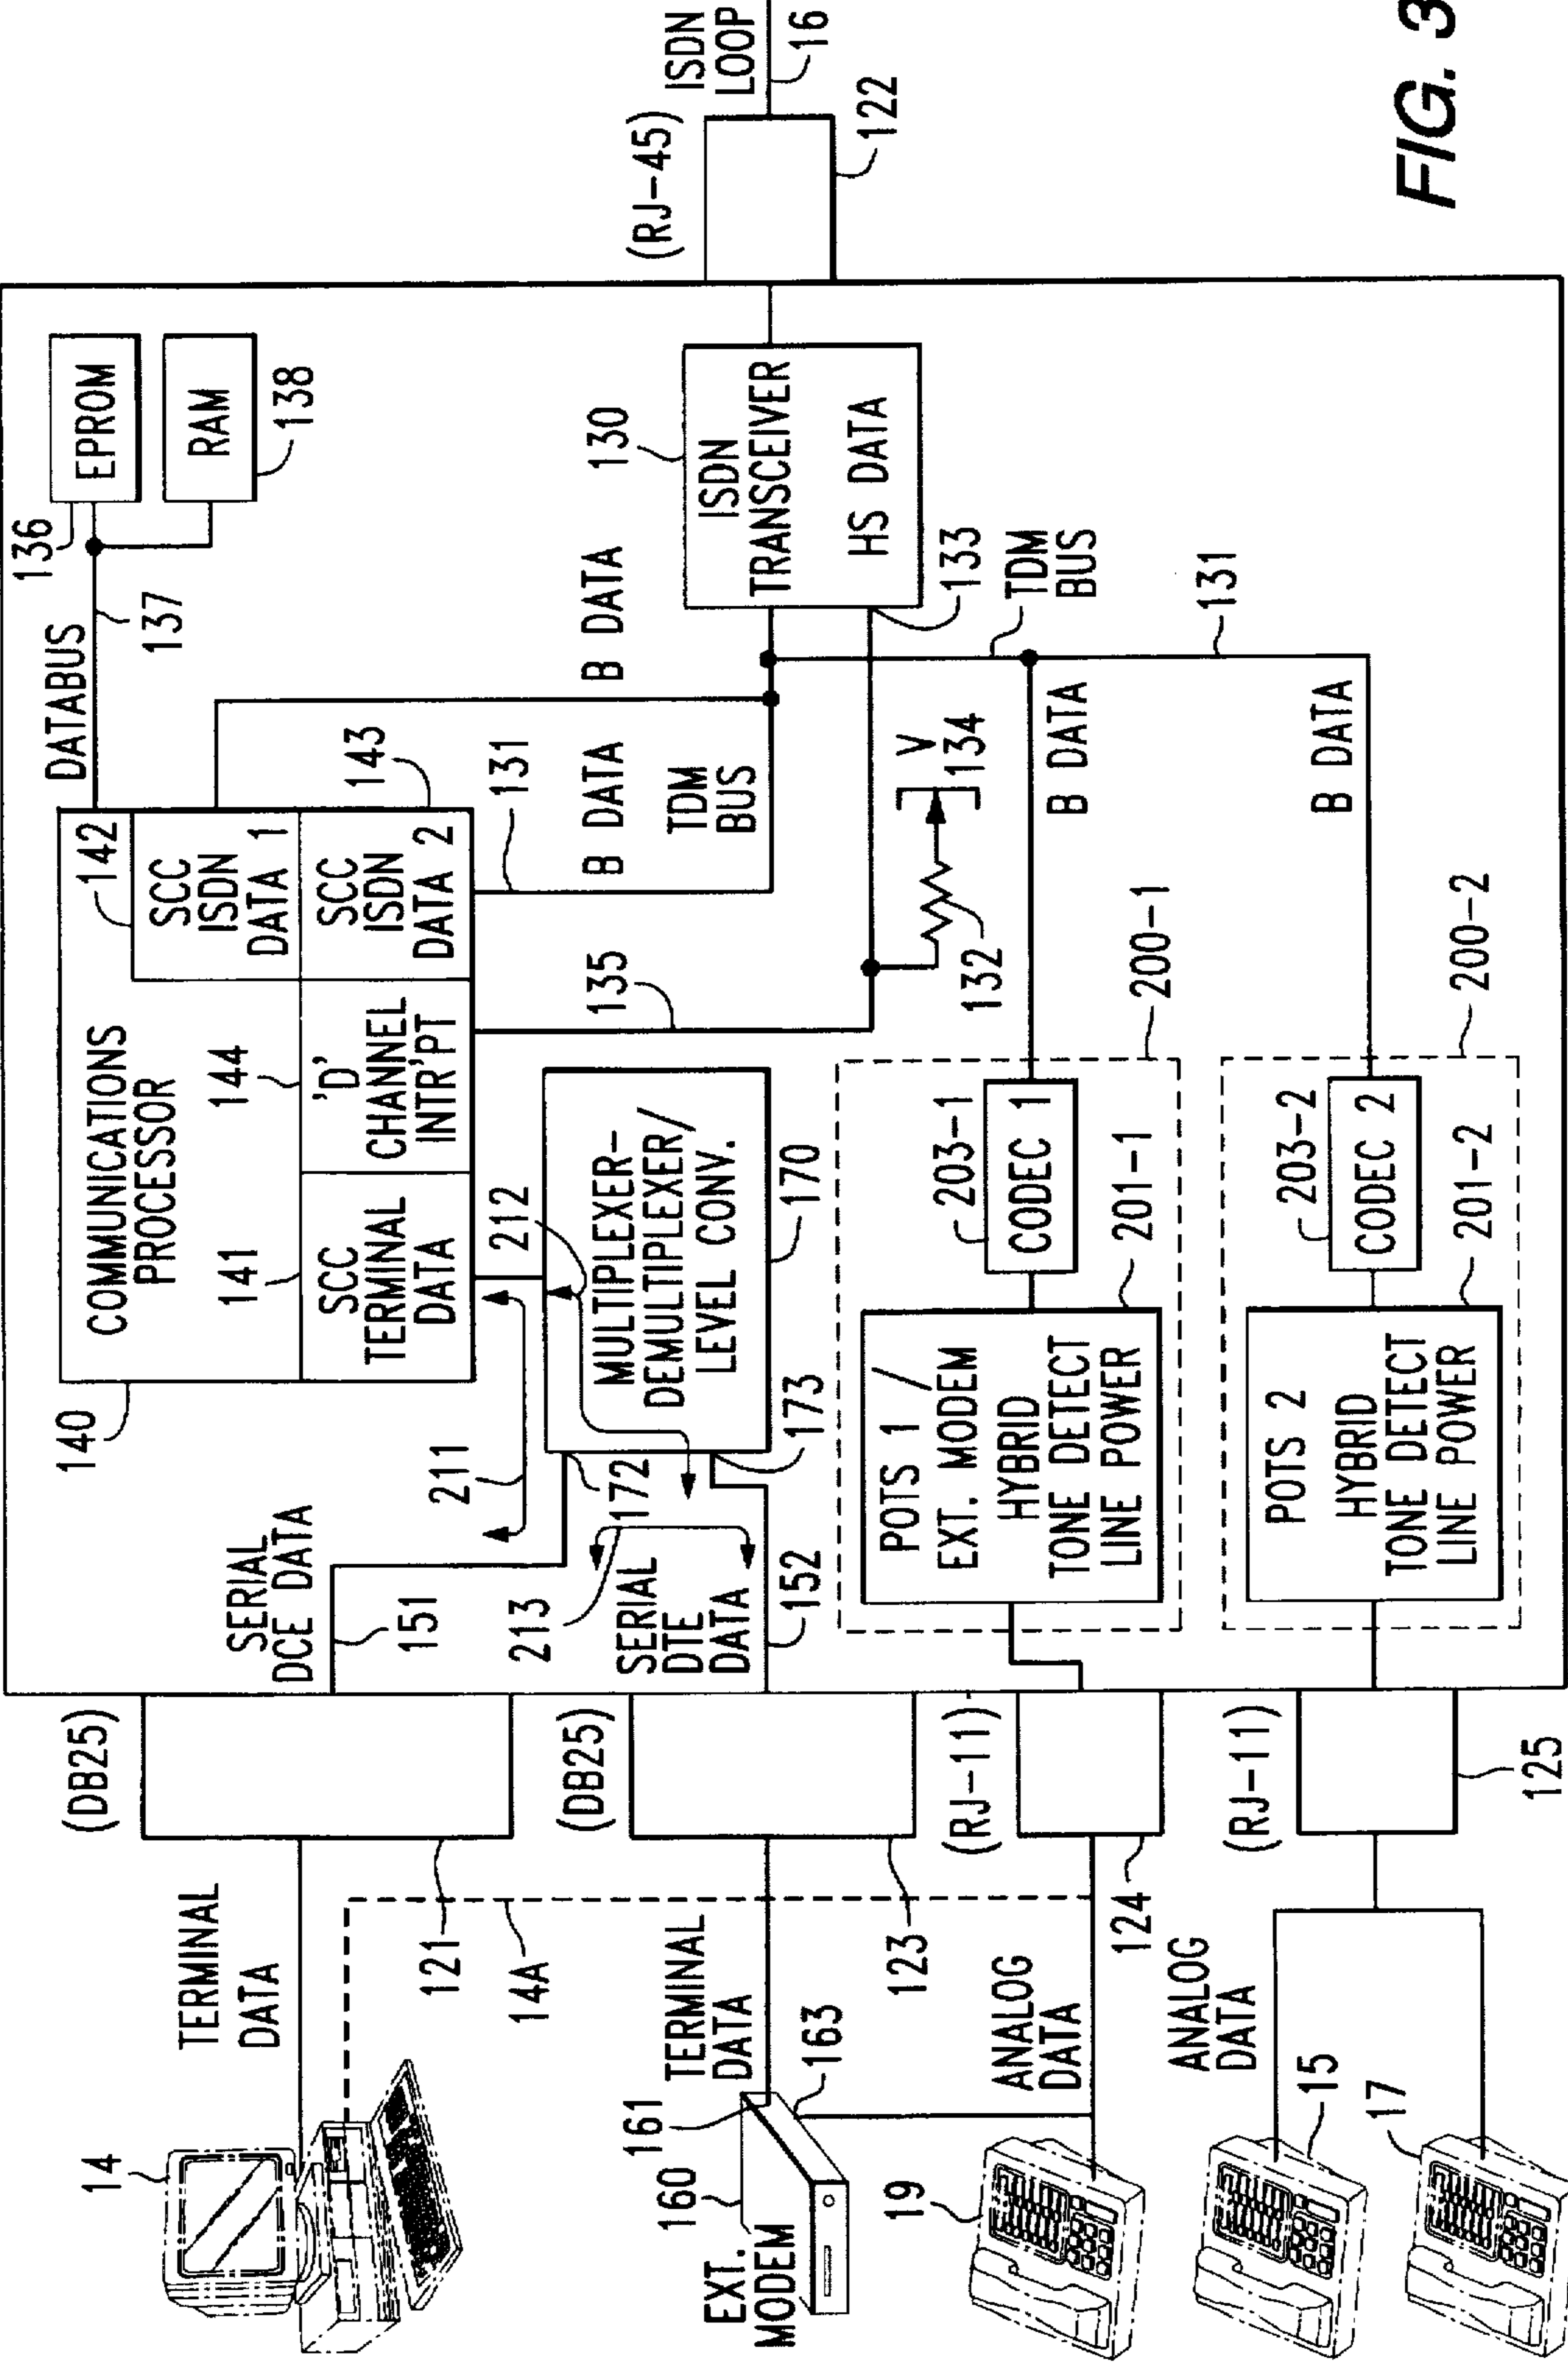 14
TERMINAL
DATA
121
14A
(DB25)
SERIAL
DCE DATA
151
211
140
COMMUNICATIONS
PROCESSOR
141
144
142
SCC
TERMINAL
DATA
'D'
CHANNEL
INTR'PT
SCC
ISDN
DATA 1
SCC
ISDN
DATA 2
143
DATABUS
137
136
EPROM
RAM
138
212
135
131
B DATA
TDM
BUS
B DATA
130
ISDN
TRANSCEIVER
HS DATA
133
(RJ-45)
122
ISDN
LOOP
16
EXT.
MODEM
160
161
163
TERMINAL
DATA
123
(DB25)
213
SERIAL
DTE
DATA
152
172
173
MULTIPLEXER-
DEMULTIPLEXER/
LEVEL CONV.
170
132
V
134
TDM
BUS
131
19
ANALOG
DATA
124
(RJ-11)
POTS 1 /
EXT. MODEM
HYBRID
TONE DETECT
LINE POWER
201-1
203-1
CODEC 1
200-1
B DATA
15
17
ANALOG
DATA
125
(RJ-11)
POTS 2
HYBRID
TONE DETECT
LINE POWER
201-2
203-2
CODEC 2
200-2
B DATA
FIG. 3